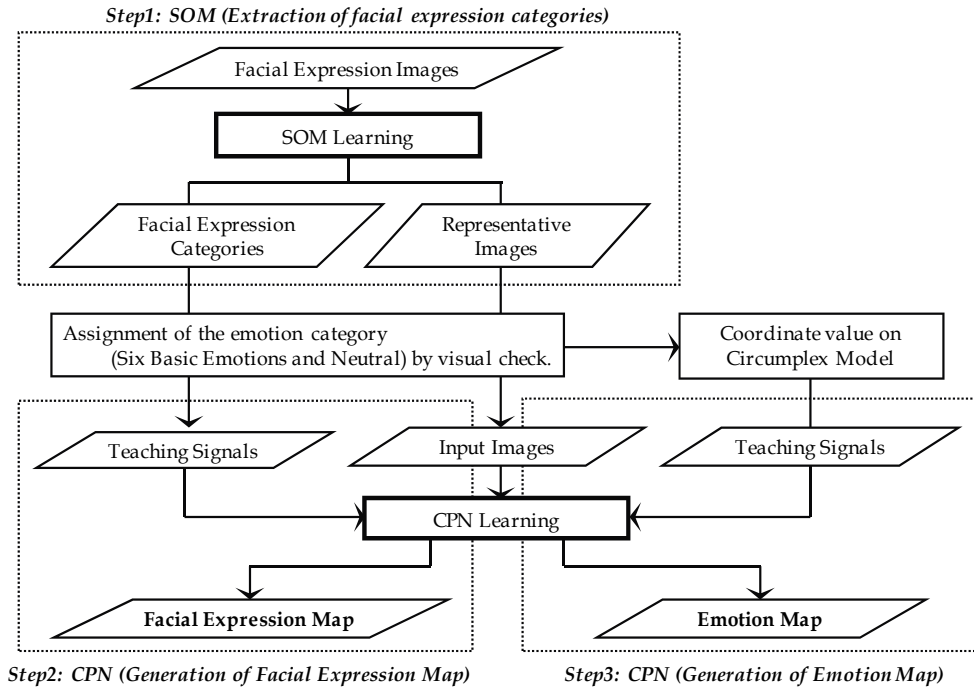 Step1: SOM (Extraction of facial expression categories)
Facial Expression Images
SOM Learning
Facial Expression
Categories
Representative
Images
Assignment of the emotion category
(Six Basic Emotions and Neutral) by visual check.
Coordinate value on
Circumplex Model
Teaching Signals
Input Images
Teaching Signals
CPN Learning
Facial Expression Map
Emotion Map
Step2: CPN (Generation of Facial Expression Map)
Step3: CPN (Generation of Emotion Map)